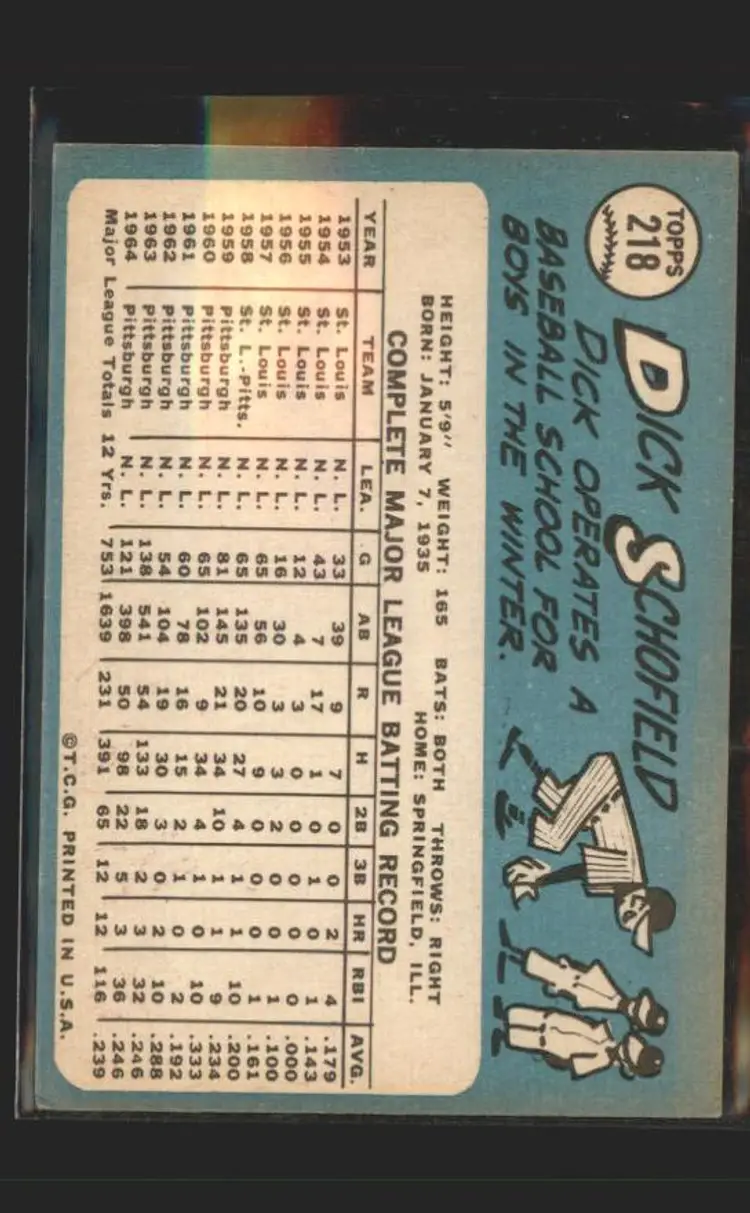 TOPPS
218
DICK SCHOFIELD
DICK OPERATES A
BASEBALL SCHOOL FOR
BOYS IN THE WINTER.
HEIGHT: 5'9" WEIGHT: 165 BATS: BOTH THROWS: RIGHT
BORN: JANUARY 7, 1935 HOME: SPRINGFIELD, ILL.
COMPLETE MAJOR LEAGUE BATTING RECORD
YEAR TEAM LEA. G AB R H 2B 3B HR RBI AVG.
1953 St. Louis N. L. 33 39 9 7 0 0 2 4 .179
1954 St. Louis N. L. 43 7 17 1 0 1 0 1 .143
1955 St. Louis N. L. 12 4 3 0 0 0 0 0 .000
1956 St. Louis N. L. 16 30 3 3 2 0 0 1 .100
1957 St. Louis N. L. 65 56 10 9 0 0 0 1 .161
1958 St. L.-Pitts. N. L. 65 135 20 27 4 1 1 10 .200
1959 Pittsburgh N. L. 81 145 21 34 10 1 1 9 .234
1960 Pittsburgh N. L. 65 102 9 34 4 1 0 10 .333
1961 Pittsburgh N. L. 60 78 16 15 2 1 0 2 .192
1962 Pittsburgh N. L. 54 104 19 30 3 0 2 10 .288
1963 Pittsburgh N. L. 138 541 54 133 18 2 3 32 .246
1964 Pittsburgh N. L. 121 398 50 98 22 5 3 36 .246
Major League Totals 12 Yrs. 753 1639 231 391 65 12 12 116 .239
©T.C.G. PRINTED IN U.S.A.